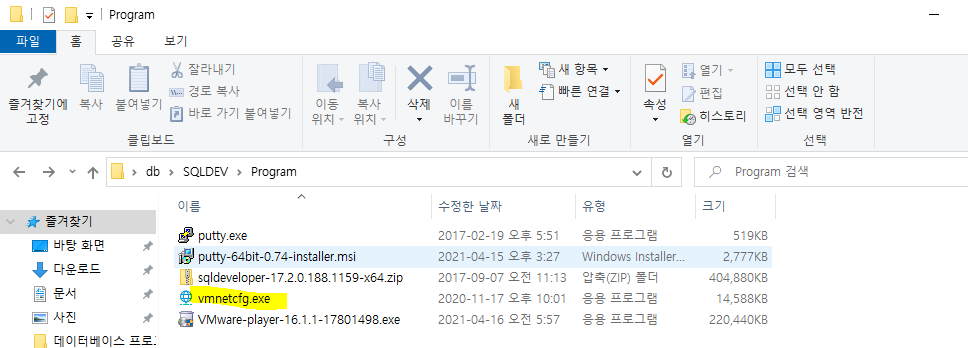 Program
파일 홈 공유 보기
즐겨찾기에 고정
복사
붙여넣기
잘라내기
경로 복사
바로 가기 붙여넣기
클립보드
이동 위치
복사 위치
삭제
이름 바꾸기
구성
새 폴더
새 항목
빠른 연결
새로 만들기
속성
열기
편집
히스토리
열기
모두 선택
선택 안 함
선택 영역 반전
선택
db SQLDEV Program
Program 검색
즐겨찾기
바탕 화면
다운로드
문서
사진
데이터베이스 프로
이름 수정한 날짜 유형 크기
putty.exe 2017-02-19 오후 5:51 응용 프로그램 519KB
putty-64bit-0.74-installer.msi 2021-04-15 오후 3:27 Windows Installer... 2,777KB
sqldeveloper-17.2.0.188.1159-x64.zip 2017-09-07 오전 11:13 압축(ZIP) 폴더 404,880KB
vmnetcfg.exe 2020-11-17 오후 10:01 응용 프로그램 14,588KB
VMware-player-16.1.1-17801498.exe 2021-04-16 오전 5:57 응용 프로그램 220,440KB